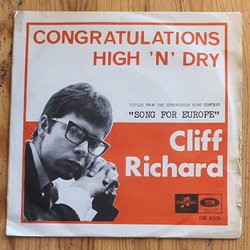 CONGRATULATIONS
HIGH 'N' DRY
TITLES FROM THE EUROVISION SONG CONTEST
"SONG FOR EUROPE"
Cliff
Richard